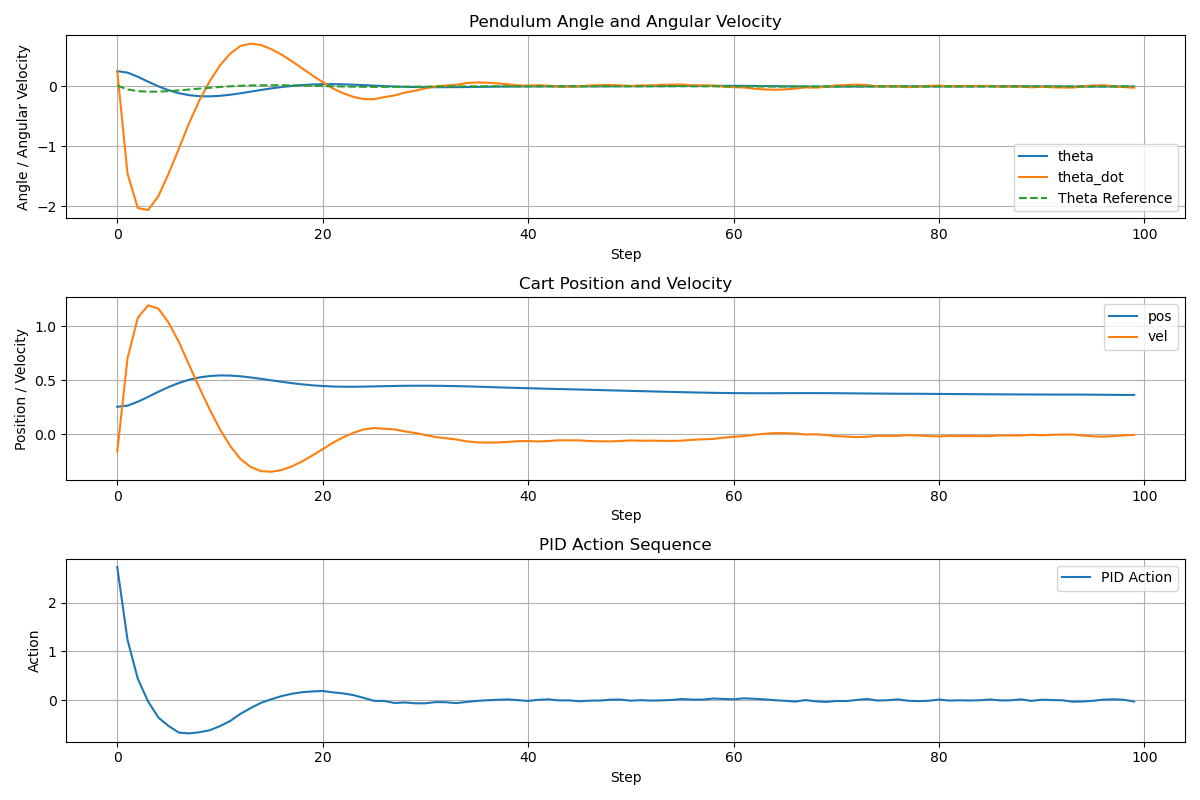 Pendulum Angle and Angular Velocity
Angle / Angular Velocity
0
−1
−2
theta
theta_dot
Theta Reference
0 20 40 60 80 100
Step
Cart Position and Velocity
Position / Velocity
1.0
0.5
0.0
pos
vel
0 20 40 60 80 100
Step
PID Action Sequence
Action
2
1
0
PID Action
0 20 40 60 80 100
Step